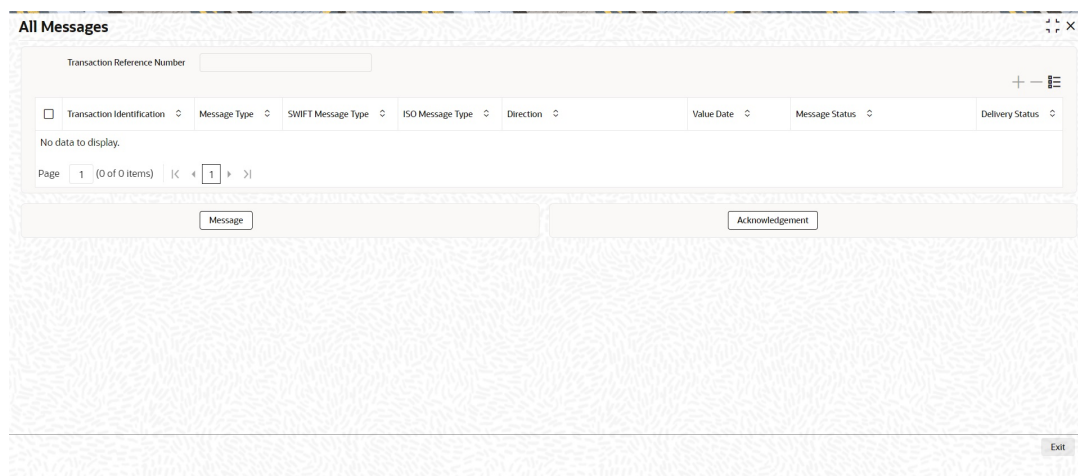 All Messages
Transaction Reference Number
Transaction Identification Message Type SWIFT Message Type ISO Message Type Direction Value Date Message Status Delivery Status
No data to display.
Page 1 (0 of 0 items) 1
Message Acknowledgement
Exit